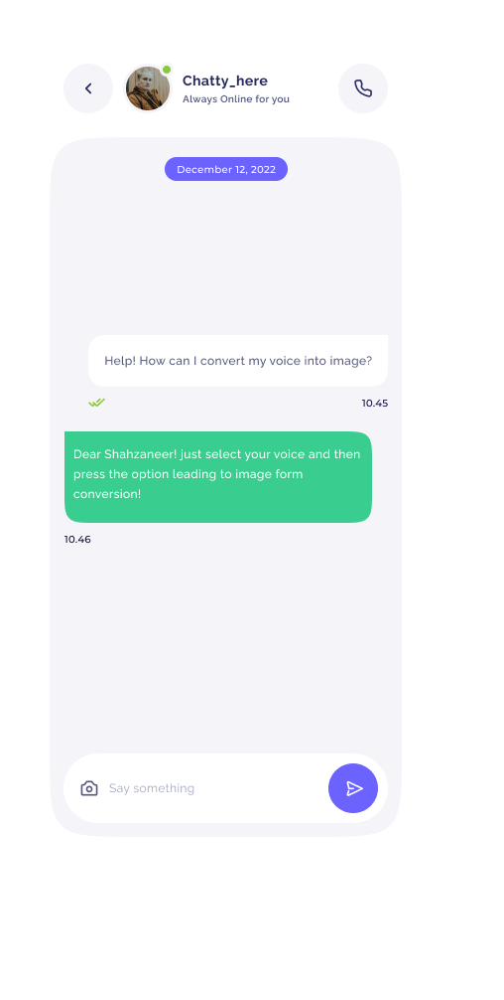 Chatty_here
Always Online for you
December 12, 2022
Help! How can I convert my voice into image?
10.45
Dear Shahzaneer! just select your voice and then
press the option leading to image form
conversion!
10.46
Say something